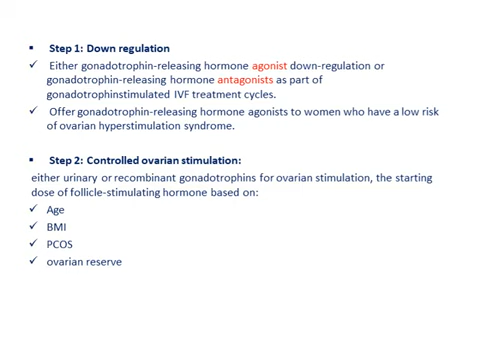 ▪ Step 1: Down regulation
✓ Either gonadotrophin-releasing hormone agonist down-regulation or
gonadotrophin-releasing hormone antagonists as part of
gonadotrophinstimulated IVF treatment cycles.
✓ Offer gonadotrophin-releasing hormone agonists to women who have a low risk
of ovarian hyperstimulation syndrome.
▪ Step 2: Controlled ovarian stimulation:
either urinary or recombinant gonadotrophins for ovarian stimulation, the starting
dose of follicle-stimulating hormone based on:
✓ Age
✓ BMI
✓ PCOS
✓ ovarian reserve